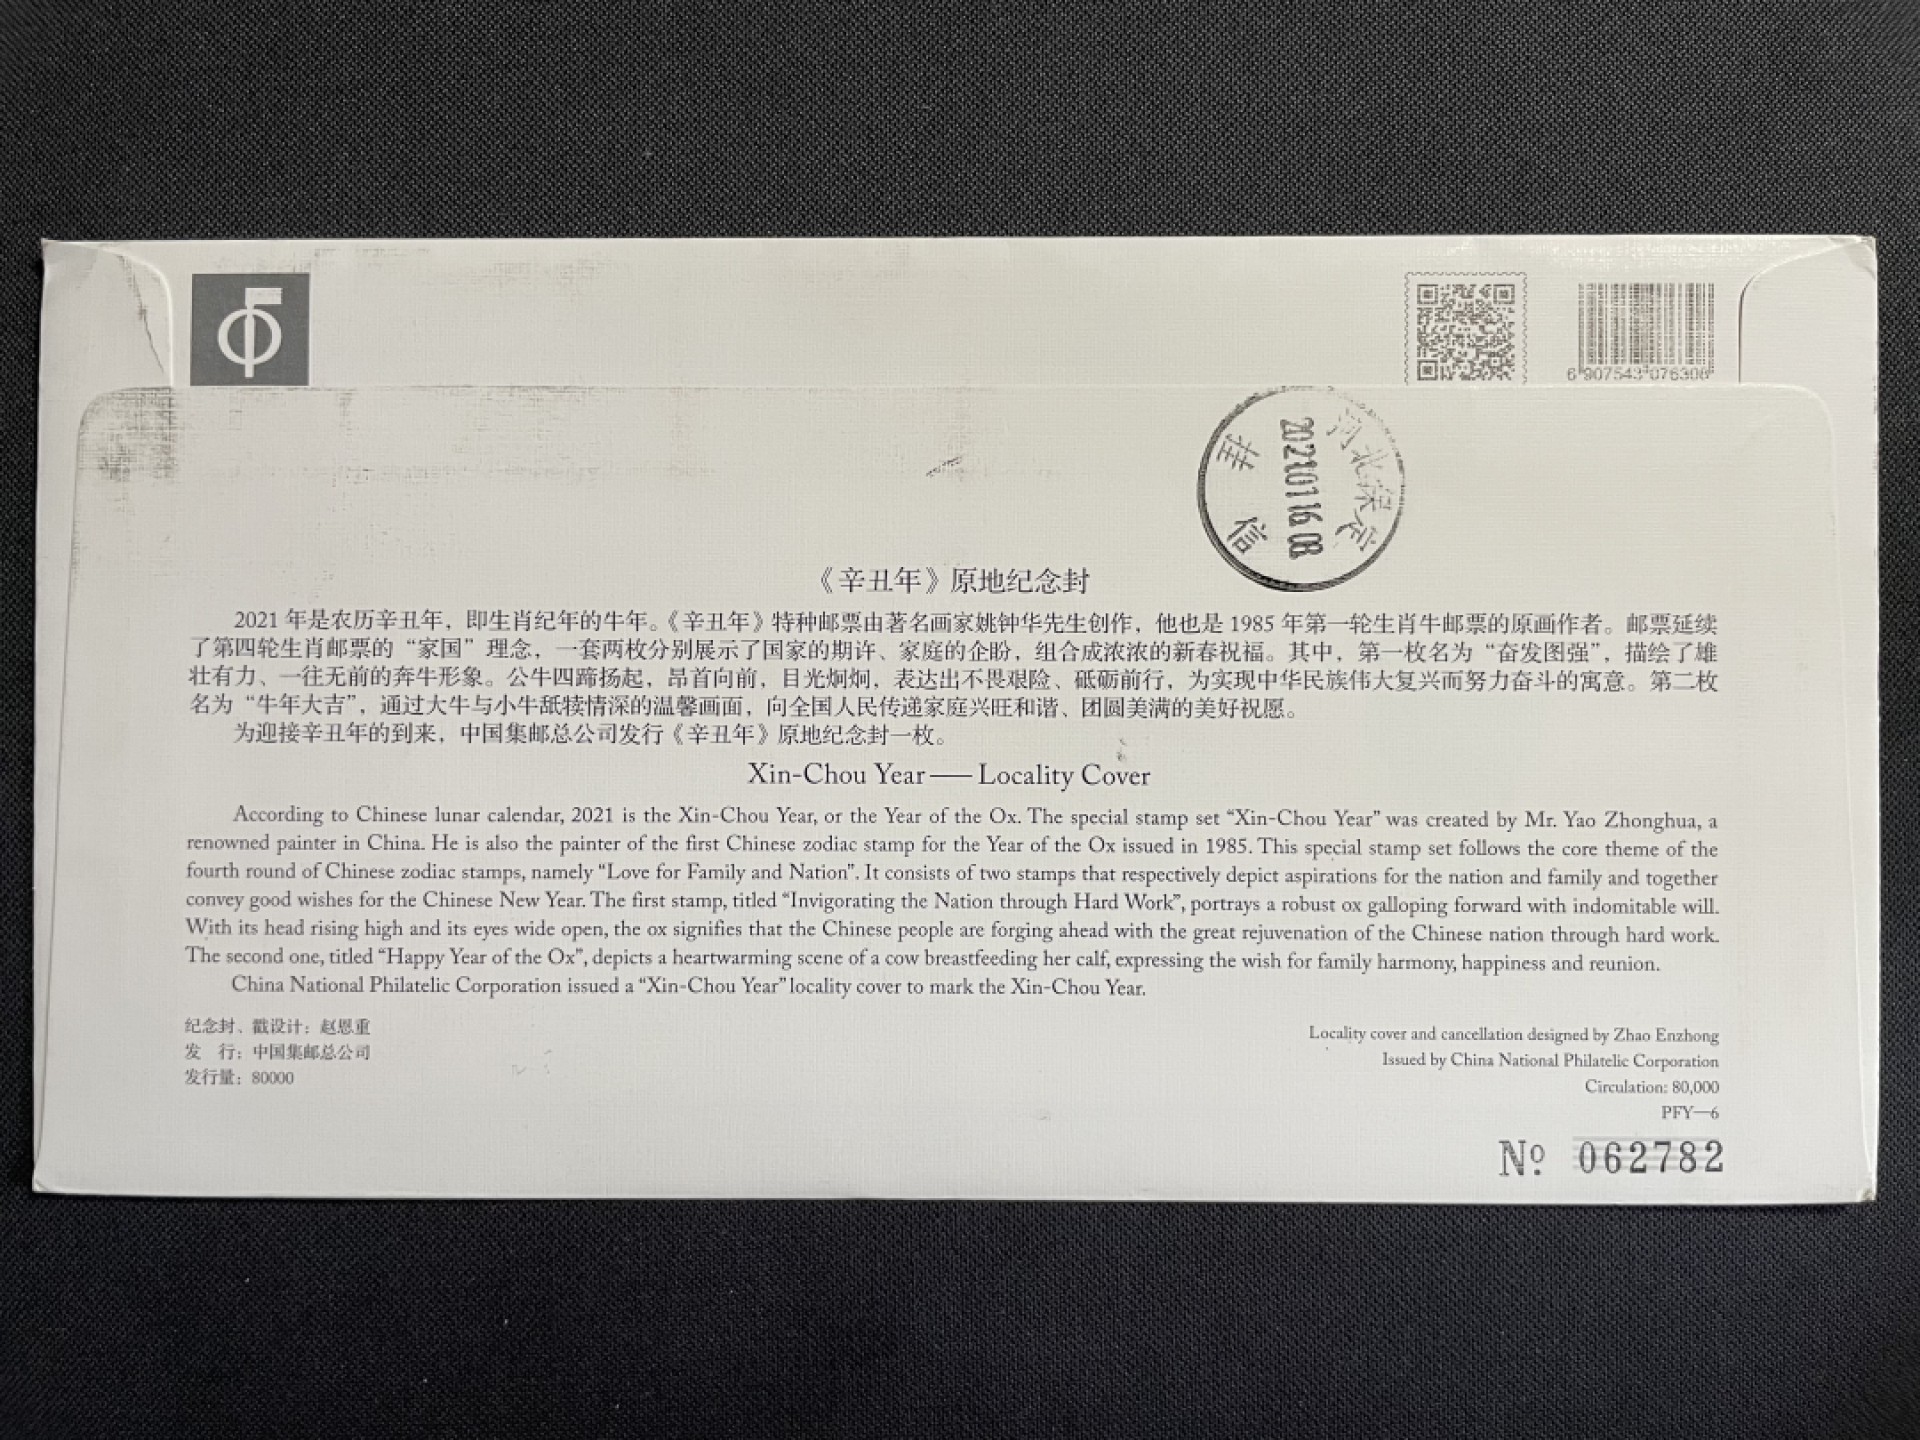 6 907543 076306
河北保定
2021 01 16 08
挂信
《辛丑年》原地纪念封
2021 年是农历辛丑年，即生肖纪年的牛年。《辛丑年》特种邮票由著名画家姚钟华先生创作，他也是 1985 年第一轮生肖牛邮票的原画作者。邮票延续
了第四轮生肖邮票的“家国”理念，一套两枚分别展示了国家的期许、家庭的企盼，组合成浓浓的新春祝福。其中，第一枚名为“奋发图强”，描绘了雄
壮有力、一往无前的奔牛形象。公牛四蹄扬起，昂首向前，目光炯炯，表达出不畏艰险、砥砺前行，为实现中华民族伟大复兴而努力奋斗的寓意。第二枚
名为“牛年大吉”，通过大牛与小牛舐犊情深的温馨画面，向全国人民传递家庭兴旺和谐、团圆美满的美好祝愿。
为迎接辛丑年的到来，中国集邮总公司发行《辛丑年》原地纪念封一枚。
Xin-Chou Year——Locality Cover
According to Chinese lunar calendar, 2021 is the Xin-Chou Year, or the Year of the Ox. The special stamp set “Xin-Chou Year” was created by Mr. Yao Zhonghua, a
renowned painter in China. He is also the painter of the first Chinese zodiac stamp for the Year of the Ox issued in 1985. This special stamp set follows the core theme of the
fourth round of Chinese zodiac stamps, namely “Love for Family and Nation”. It consists of two stamps that respectively depict aspirations for the nation and family and together
convey good wishes for the Chinese New Year. The first stamp, titled “Invigorating the Nation through Hard Work”, portrays a robust ox galloping forward with indomitable will.
With its head rising high and its eyes wide open, the ox signifies that the Chinese people are forging ahead with the great rejuvenation of the Chinese nation through hard work.
The second one, titled “Happy Year of the Ox”, depicts a heartwarming scene of a cow breastfeeding her calf, expressing the wish for family harmony, happiness and reunion.
China National Philatelic Corporation issued a “Xin-Chou Year” locality cover to mark the Xin-Chou Year.
纪念封、戳设计：赵恩重
发 行：中国集邮总公司
发行量：80000
Locality cover and cancellation designed by Zhao Enzhong
Issued by China National Philatelic Corporation
Circulation: 80,000
PFY—6
Nº 062782